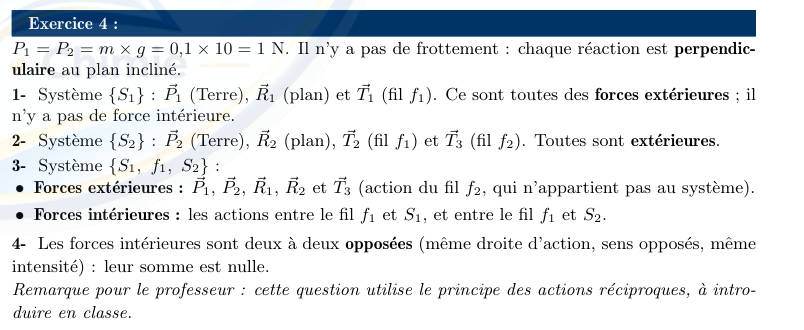 Exercice 4 :
P₁ = P₂ = m × g = 0,1 × 10 = 1 N. Il n'y a pas de frottement : chaque réaction est perpendic-
ulaire au plan incliné.
1- Système {S₁} : P⃗₁ (Terre), R⃗₁ (plan) et T⃗₁ (fil f₁). Ce sont toutes des forces extérieures ; il
n'y a pas de force intérieure.
2- Système {S₂} : P⃗₂ (Terre), R⃗₂ (plan), T⃗₂ (fil f₁) et T⃗₃ (fil f₂). Toutes sont extérieures.
3- Système {S₁, f₁, S₂} :
• Forces extérieures : P⃗₁, P⃗₂, R⃗₁, R⃗₂ et T⃗₃ (action du fil f₂, qui n'appartient pas au système).
• Forces intérieures : les actions entre le fil f₁ et S₁, et entre le fil f₁ et S₂.
4- Les forces intérieures sont deux à deux opposées (même droite d'action, sens opposés, même
intensité) : leur somme est nulle.
Remarque pour le professeur : cette question utilise le principe des actions réciproques, à intro-
duire en classe.